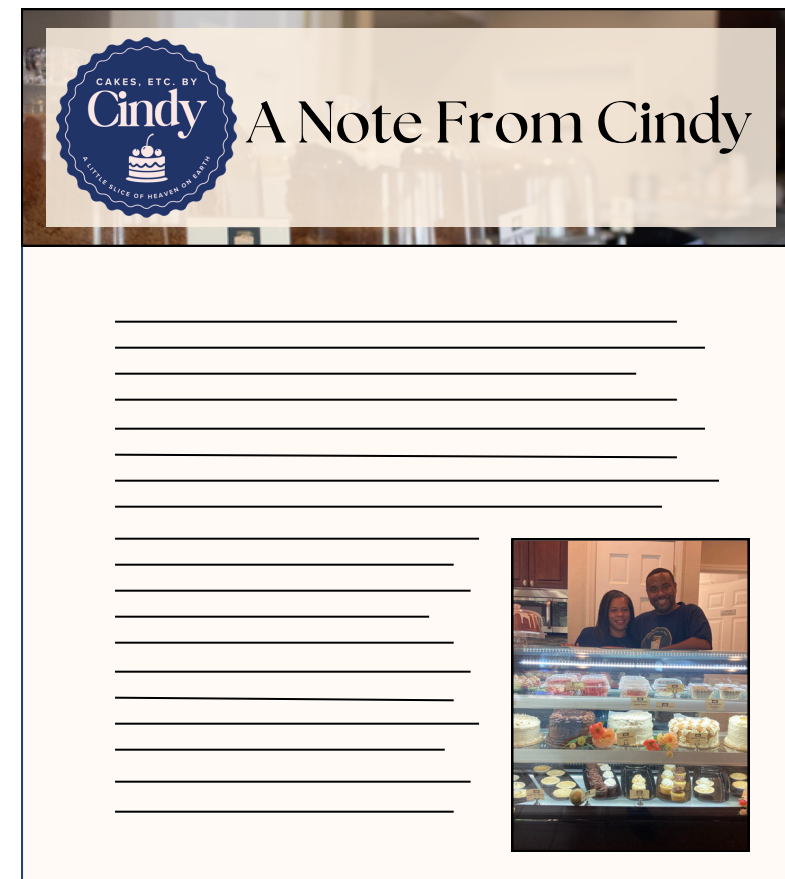 CAKES, ETC. BY
Cindy
A LITTLE SLICE OF HEAVEN ON EARTH
A Note From Cindy